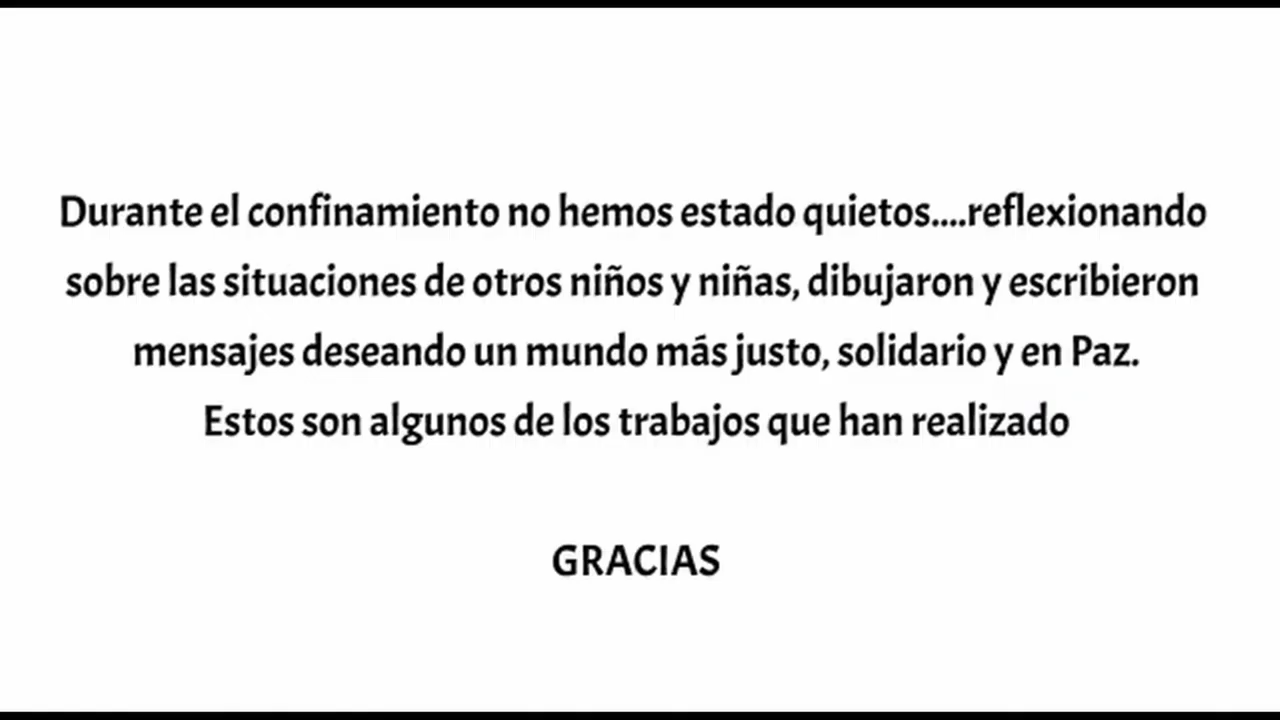 Durante el confinamiento no hemos estado quietos....reflexionando
sobre las situaciones de otros niños y niñas, dibujaron y escribieron
mensajes deseando un mundo más justo, solidario y en Paz.
Estos son algunos de los trabajos que han realizado
GRACIAS